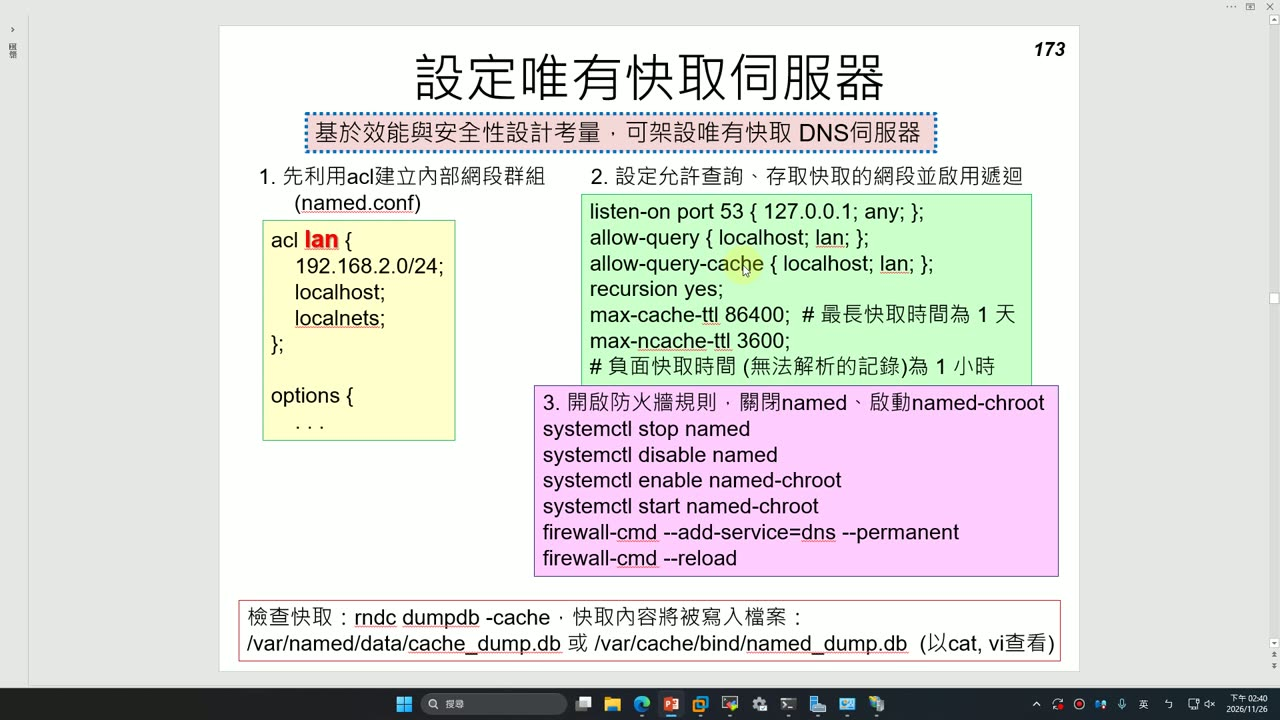 173
設定唯有快取伺服器
基於效能與安全性設計考量，可架設唯有快取 DNS伺服器
1. 先利用acl建立內部網段群組
(named.conf)
acl lan {
192.168.2.0/24;
localhost;
localnets;
};
options {
. . .
2. 設定允許查詢、存取快取的網段並啟用遞迴
listen-on port 53 { 127.0.0.1; any; };
allow-query { localhost; lan; };
allow-query-cache { localhost; lan; };
recursion yes;
max-cache-ttl 86400;  # 最長快取時間為 1 天
max-ncache-ttl 3600;
# 負面快取時間 (無法解析的記錄)為 1 小時
3. 開啟防火牆規則，關閉named、啟動named-chroot
systemctl stop named
systemctl disable named
systemctl enable named-chroot
systemctl start named-chroot
firewall-cmd --add-service=dns --permanent
firewall-cmd --reload
檢查快取：rndc dumpdb -cache，快取內容將被寫入檔案：
/var/named/data/cache_dump.db 或 /var/cache/bind/named_dump.db  (以cat, vi查看)
搜尋
英
ㄅ
下午 02:40
2026/11/26